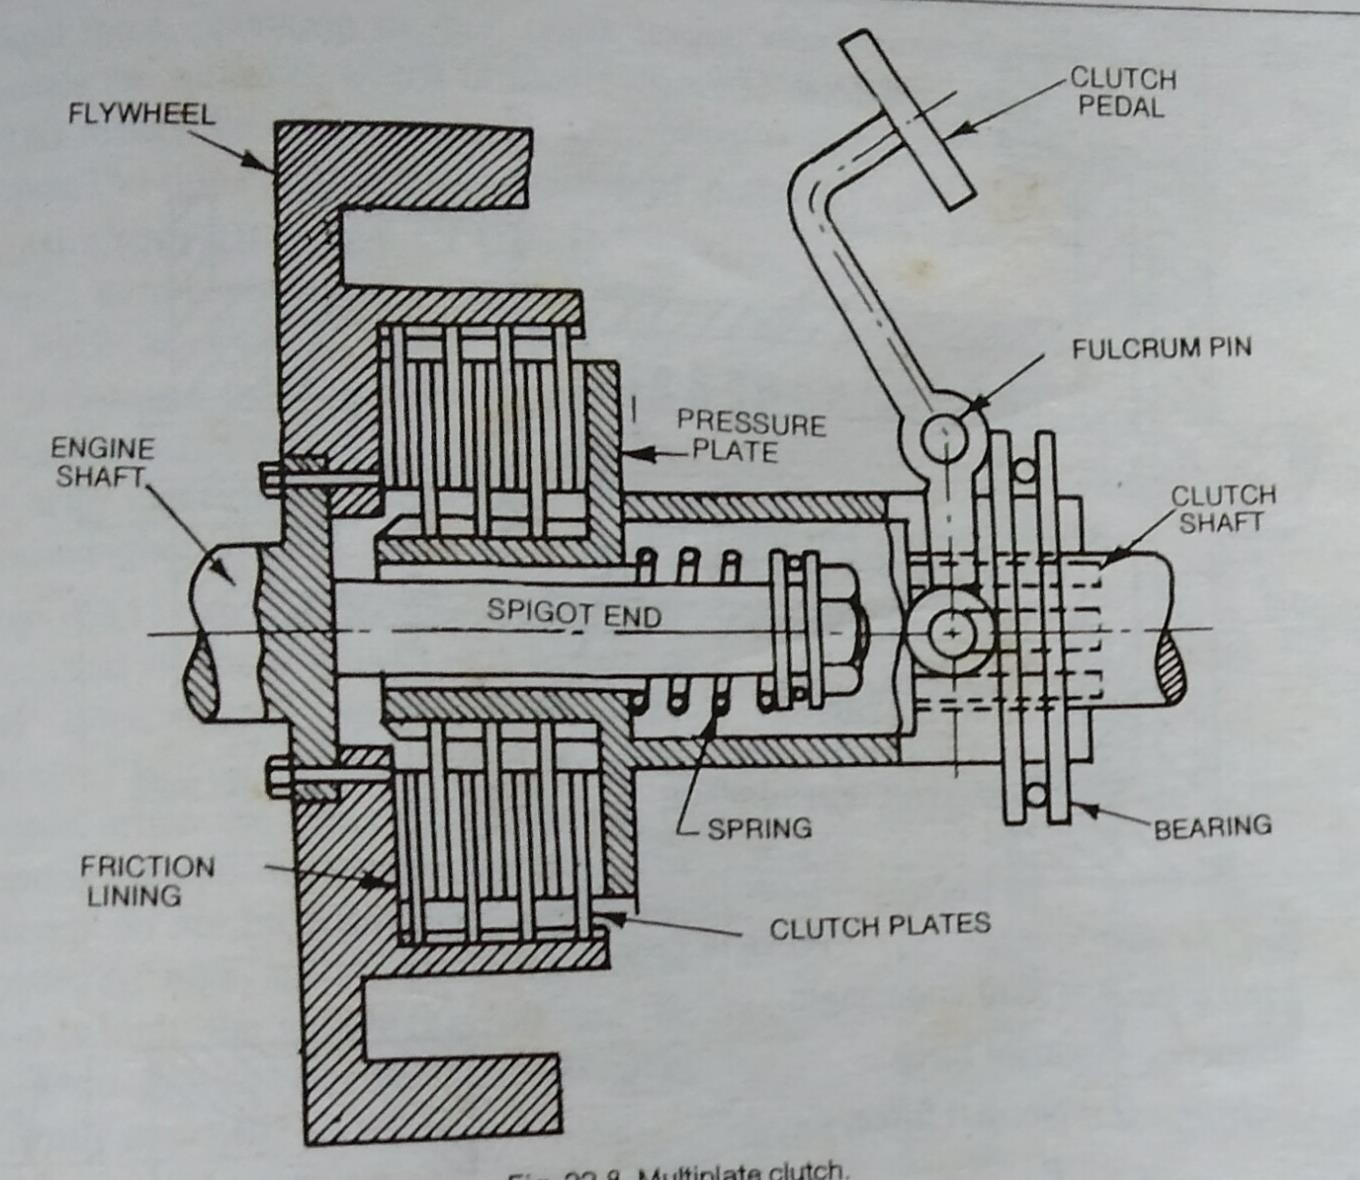 CLUTCH
PEDAL
FLYWHEEL
FULCRUM PIN
PRESSURE
PLATE
ENGINE
SHAFT
CLUTCH
SHAFT
SPIGOT END
SPRING
BEARING
FRICTION
LINING
CLUTCH PLATES
Multiplate clutch.